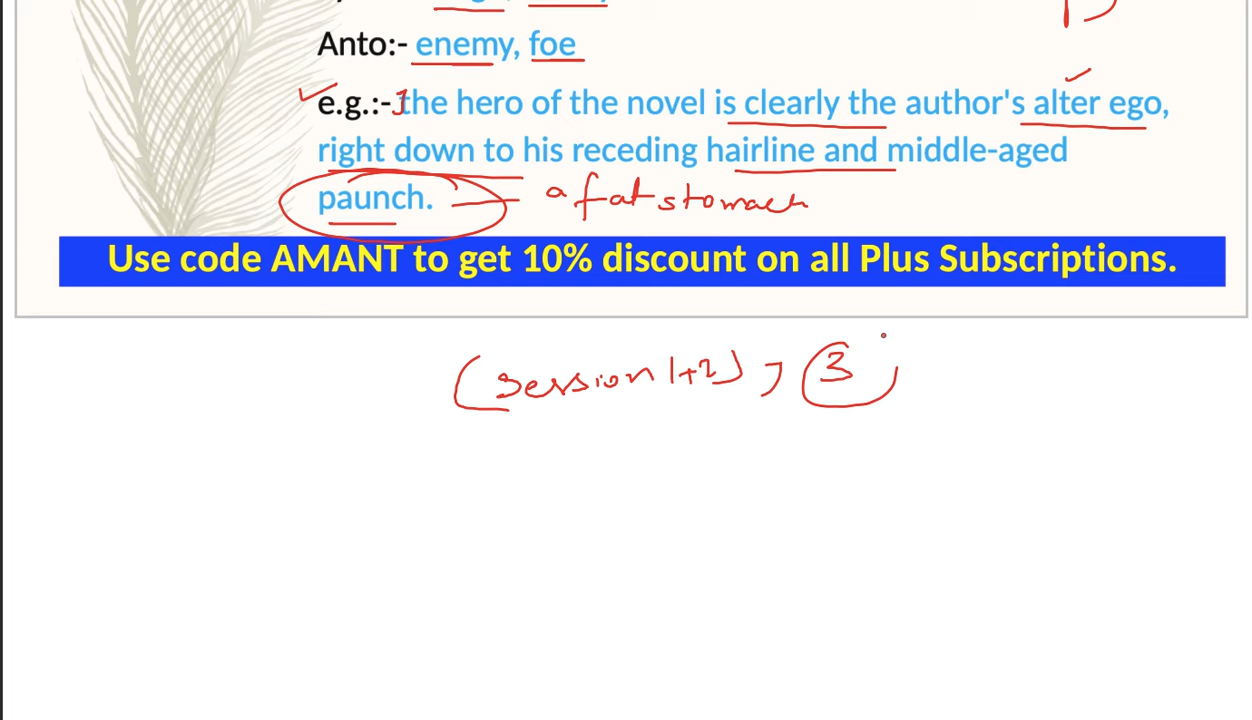 Anto:- enemy, foe
e.g.:- the hero of the novel is clearly the author's alter ego,
right down to his receding hairline and middle-aged
paunch. a fat stomach
Use code AMANT to get 10% discount on all Plus Subscriptions.
(session 1+2), 3